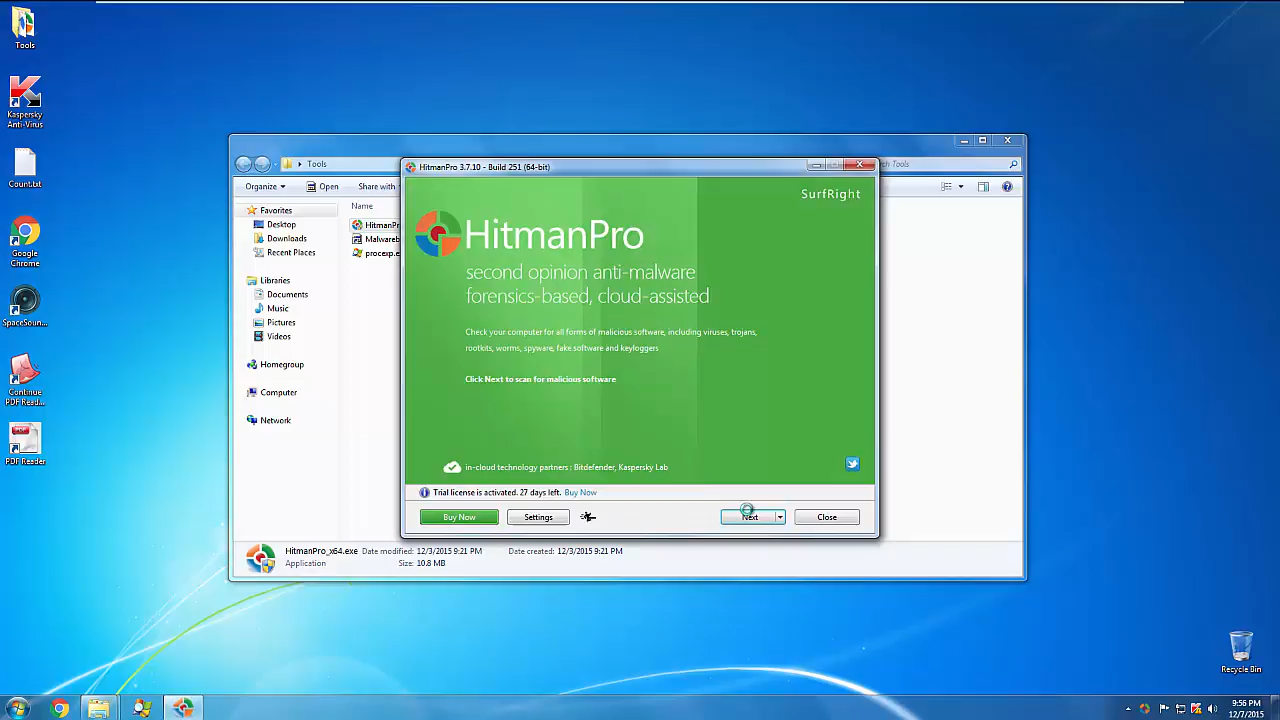 Tools
Kaspersky
Anti-Virus
Count.txt
Google
Chrome
SpaceSoun...
Continue
PDF Read...
PDF Reader
Tools
Organize
Open
Share with
Tools
Name
Favorites
Desktop
Downloads
Recent Places
Libraries
Documents
Music
Pictures
Videos
Homegroup
Computer
Network
HitmanPr
Malwareb
procexp.e
HitmanPro 3.7.10 - Build 251 (64-bit)
SurfRight
HitmanPro
second opinion anti-malware
forensics-based, cloud-assisted
Check your computer for all forms of malicious software, including viruses, trojans,
rootkits, worms, spyware, fake software and keyloggers
Click Next to scan for malicious software
in-cloud technology partners : Bitdefender, Kaspersky Lab
Trial license is activated. 27 days left. Buy Now
Buy Now
Settings
Next
Close
HitmanPro_x64.exe Date modified: 12/3/2015 9:21 PM Date created: 12/3/2015 9:21 PM
Application Size: 10.8 MB
Recycle Bin
9:56 PM
12/7/2015